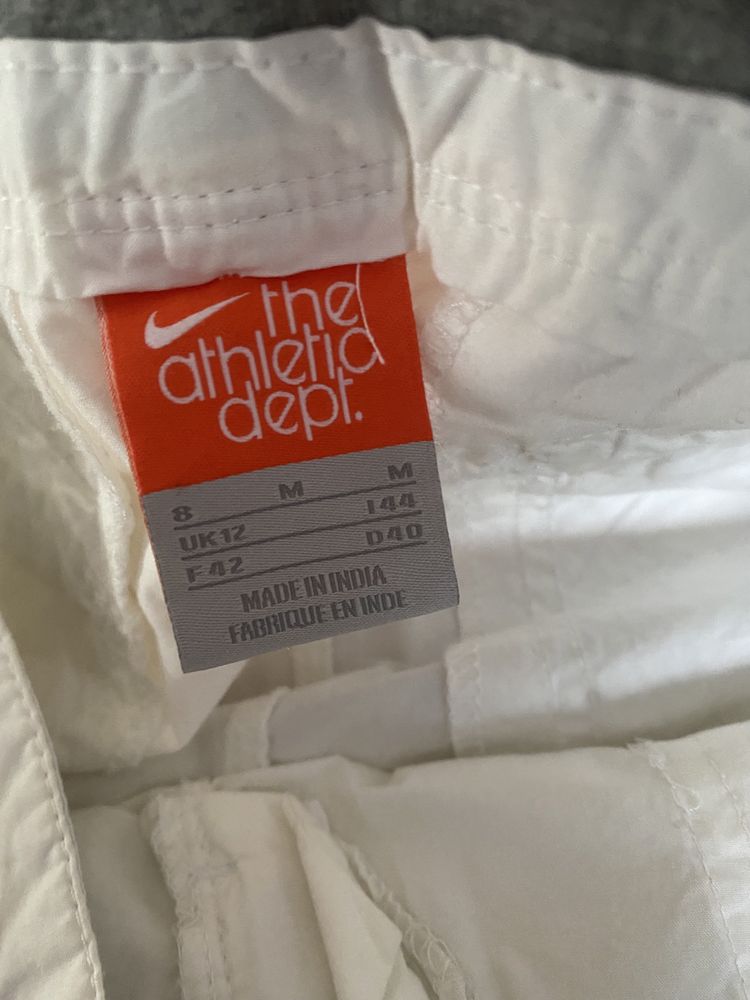 the
athletic
dept.
8 M M
UK12 I44
F42 D40
MADE IN INDIA
FABRIQUE EN INDE